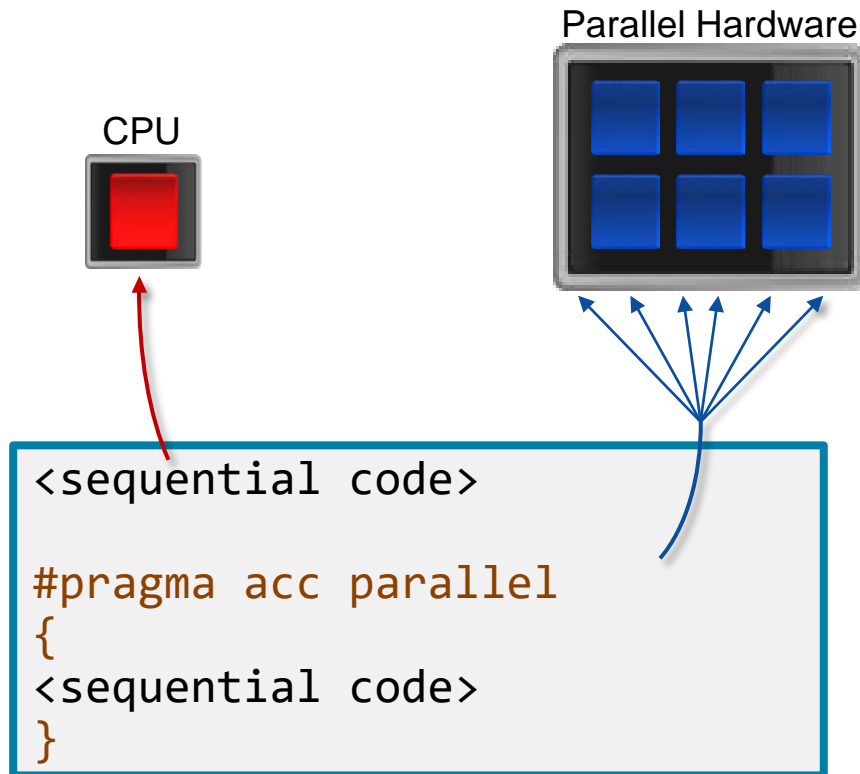 Parallel Hardware
CPU
<sequential code>
#pragma acc parallel
{
<sequential code>
}